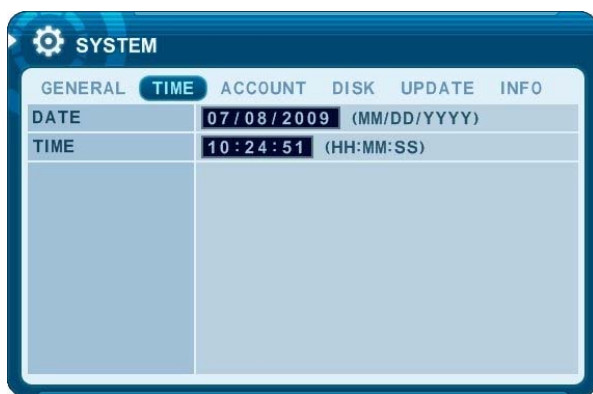 SYSTEM
GENERAL TIME ACCOUNT DISK UPDATE INFO
DATE 07/08/2009 (MM/DD/YYYY)
TIME 10:24:51 (HH:MM:SS)